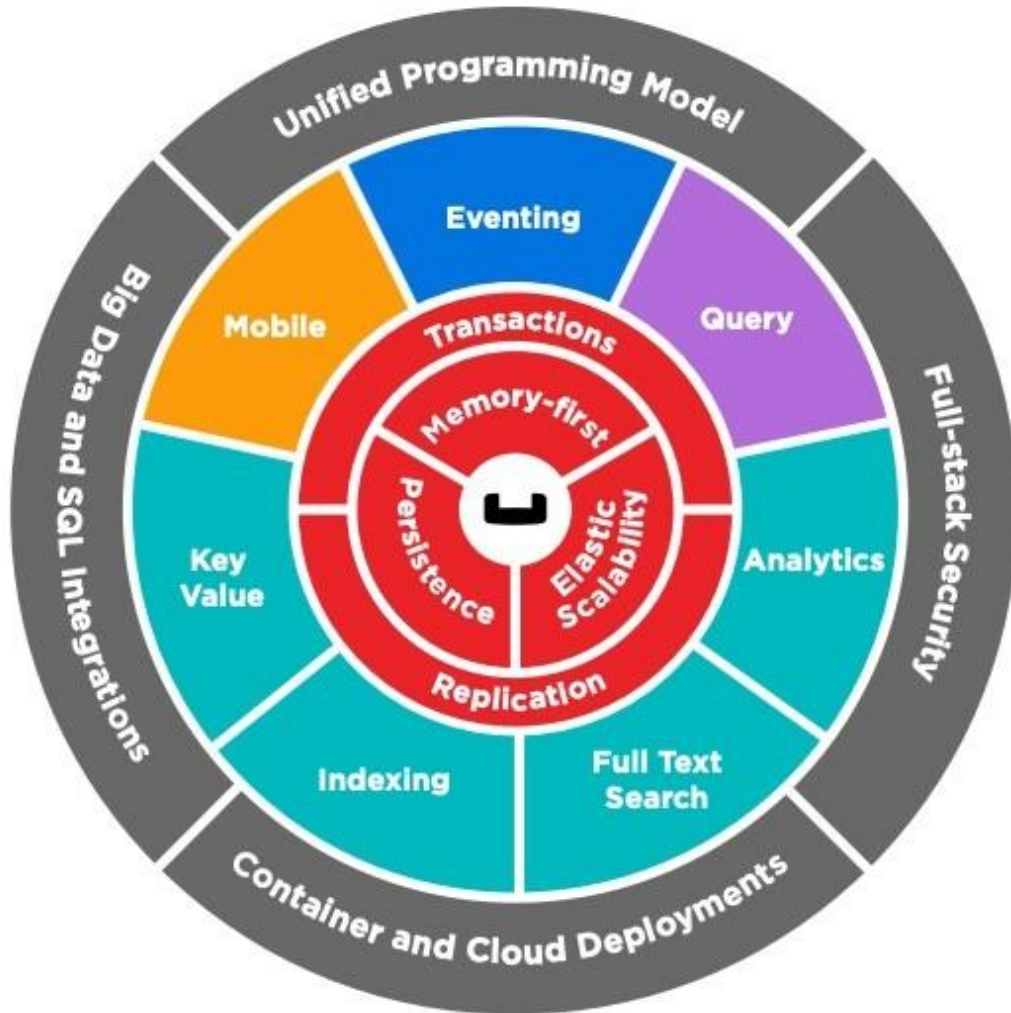 Unified Programming Model
Eventing
Mobile
Query
Transactions
Memory-first
Persistence
Elastic
Scalability
Big Data and SQL Integrations
Full-stack Security
Key
Value
Analytics
Replication
Indexing
Full Text
Search
Container and Cloud Deployments